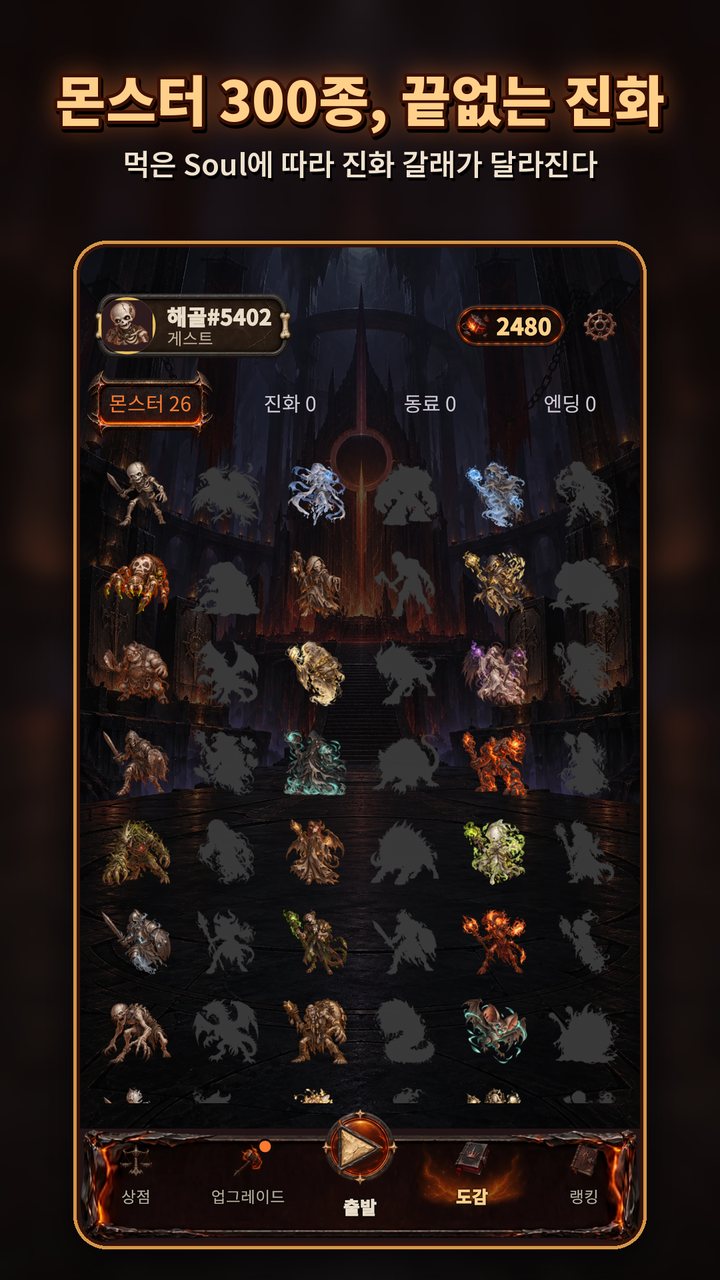 몬스터 300종, 끝없는 진화
먹은 Soul에 따라 진화 갈래가 달라진다
해골#5402
게스트
2480
몬스터 26
진화 0
동료 0
엔딩 0
상점
업그레이드
출발
도감
랭킹